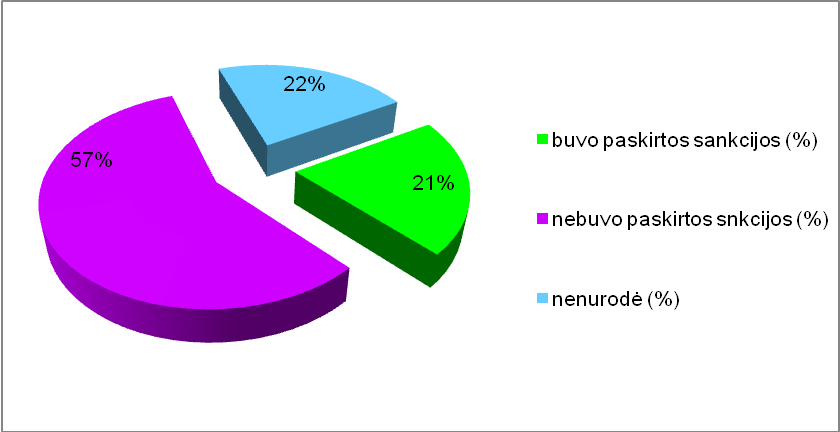 22%
57%
21%
buvo paskirtos sankcijos (%)
nebuvo paskirtos snkcijos (%)
nenurodė (%)